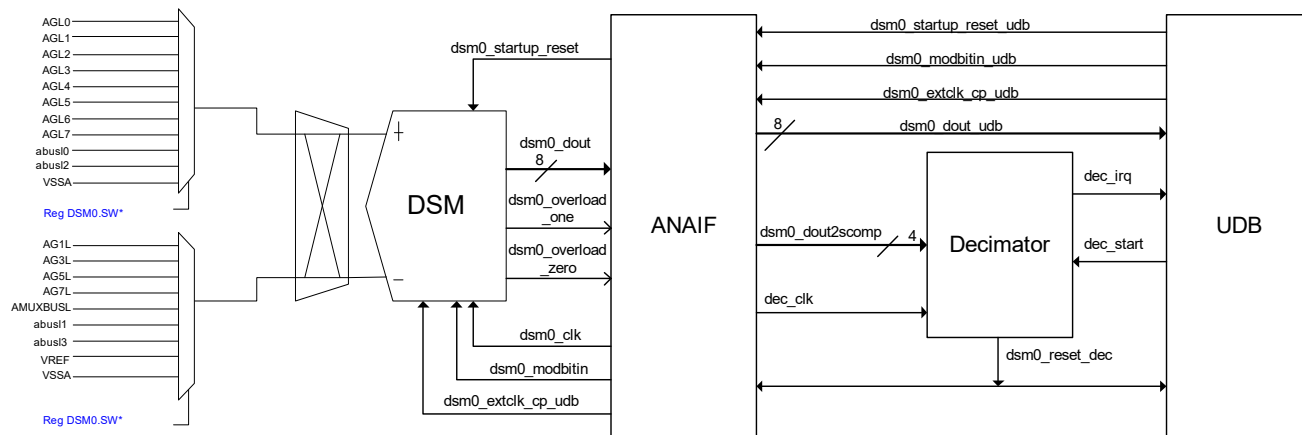 AGL0
AGL1
AGL2
AGL3
AGL4
AGL5
AGL6
AGL7
abusl0
abusl2
VSSA
Reg DSM0.SW*
AG1L
AG3L
AG5L
AG7L
AMUXBUSL
abusl1
abusl3
VREF
VSSA
Reg DSM0.SW*
+
−
DSM
dsm0_startup_reset
dsm0_dout
8
dsm0_overload
_one
dsm0_overload
_zero
dsm0_clk
dsm0_modbitin
dsm0_extclk_cp_udb
ANAIF
dsm0_startup_reset_udb
dsm0_modbitin_udb
dsm0_extclk_cp_udb
8
dsm0_dout_udb
dsm0_dout2scomp
4
dec_clk
Decimator
dec_irq
dec_start
dsm0_reset_dec
UDB